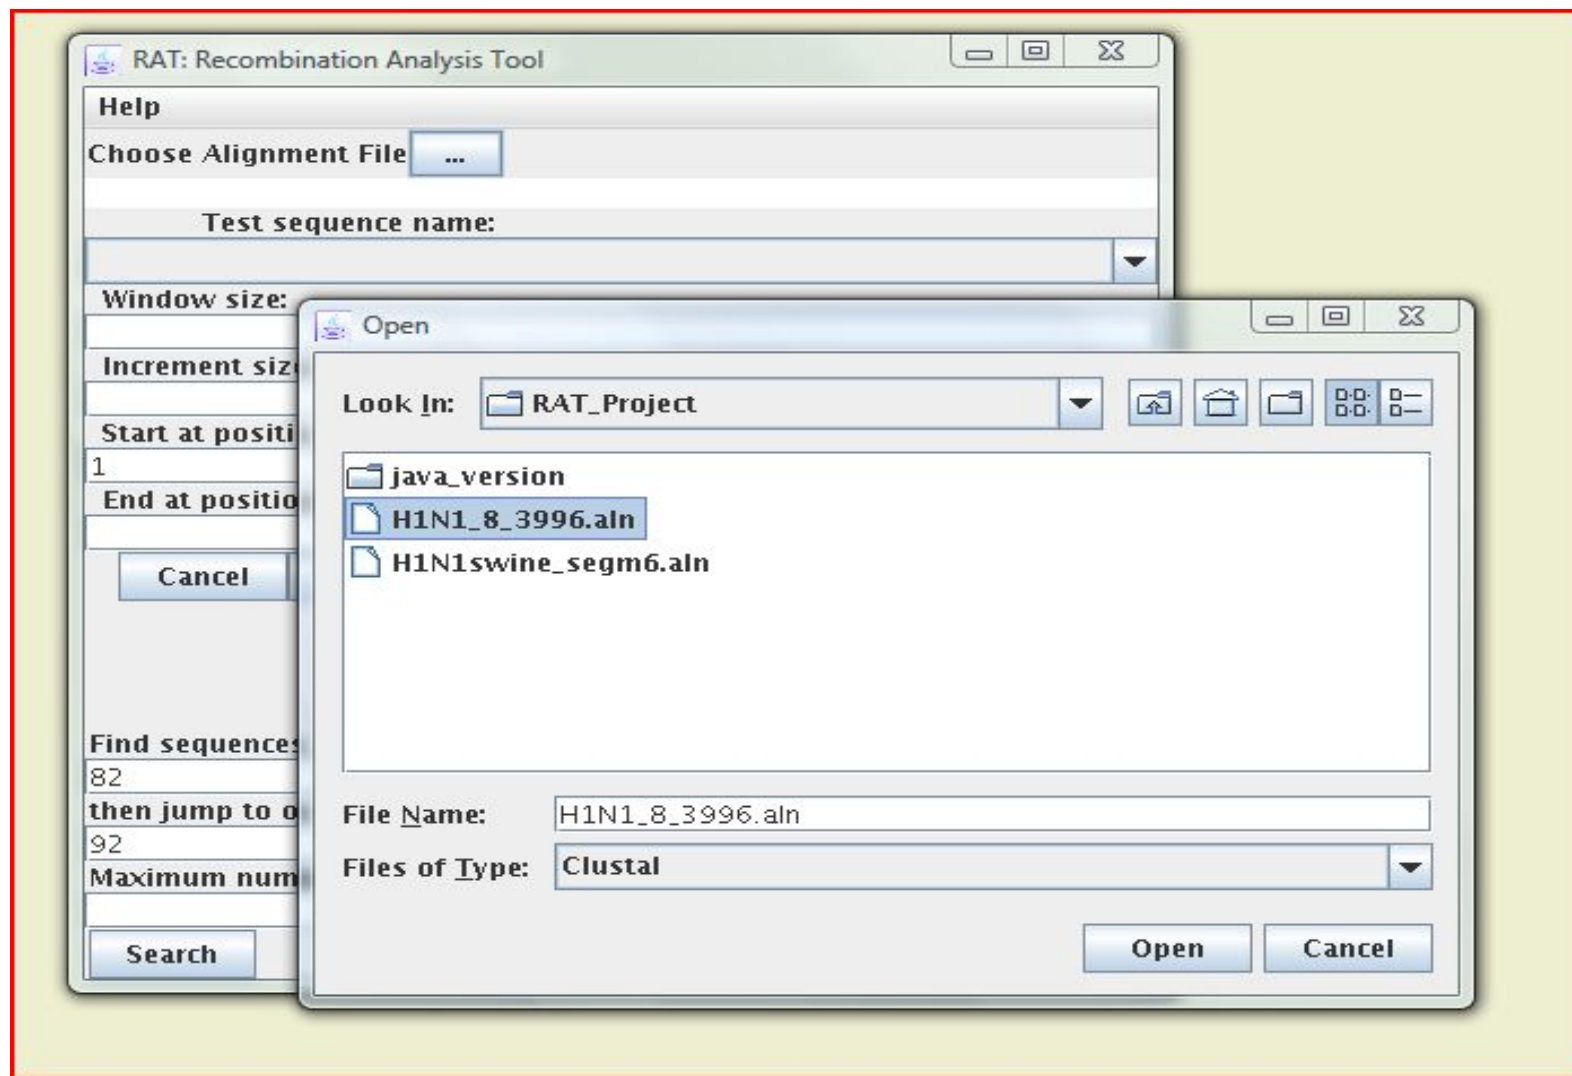 RAT: Recombination Analysis Tool
Help
Choose Alignment File ...
Test sequence name:
Window size:
Increment siz
Start at positi
1
End at positio
Cancel
Find sequences
82
then jump to o
92
Maximum num
Search
Open
Look In: RAT_Project
java_version
H1N1_8_3996.aln
H1N1swine_segm6.aln
File Name: H1N1_8_3996.aln
Files of Type: Clustal
Open Cancel